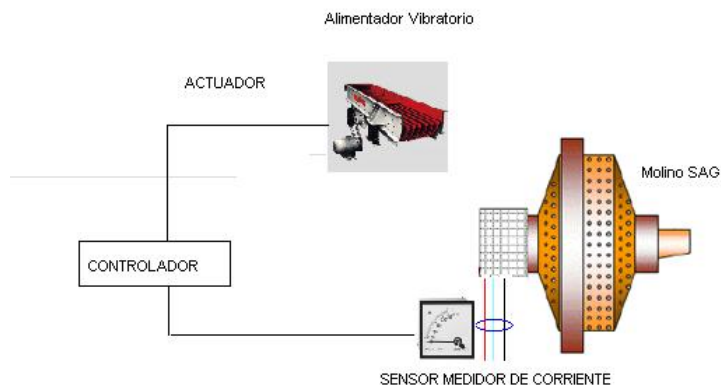 Alimentador Vibratorio
ACTUADOR
Molino SAG
CONTROLADOR
SENSOR MEDIDOR DE CORRIENTE